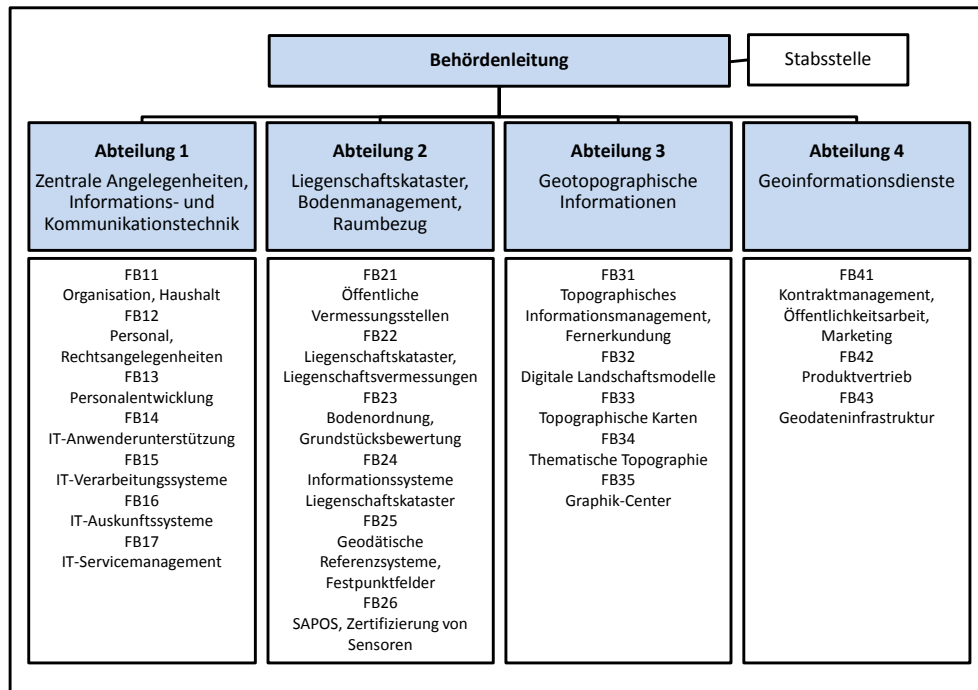 Behördenleitung
Stabsstelle
Abteilung 1
Zentrale Angelegenheiten,
Informations- und
Kommunikationstechnik
Abteilung 2
Liegenschaftskataster,
Bodenmanagement,
Raumbezug
Abteilung 3
Geotopographische
Informationen
Abteilung 4
Geoinformationsdienste
FB11
Organisation, Haushalt
FB12
Personal,
Rechtsangelegenheiten
FB13
Personalentwicklung
FB14
IT-Anwenderunterstützung
FB15
IT-Verarbeitungssysteme
FB16
IT-Auskunftssysteme
FB17
IT-Servicemanagement
FB21
Öffentliche
Vermessungsstellen
FB22
Liegenschaftskataster,
Liegenschaftsvermessungen
FB23
Bodenordnung,
Grundstücksbewertung
FB24
Informationssysteme
Liegenschaftskataster
FB25
Geodätische
Referenzsysteme,
Festpunktfelder
FB26
SAPOS, Zertifizierung von
Sensoren
FB31
Topographisches
Informationsmanagement,
Fernerkundung
FB32
Digitale Landschaftsmodelle
FB33
Topographische Karten
FB34
Thematische Topographie
FB35
Graphik-Center
FB41
Kontraktmanagement,
Öffentlichkeitsarbeit,
Marketing
FB42
Produktvertrieb
FB43
Geodateninfrastruktur